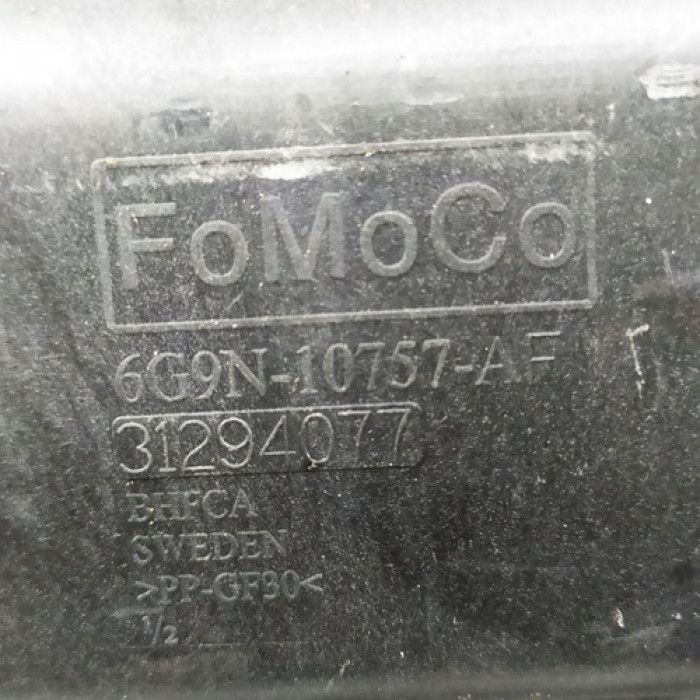 FoMoCo
6G9N-10757-AF
31294077
BHFCA
SWEDEN
>PP-GF30<
1/2